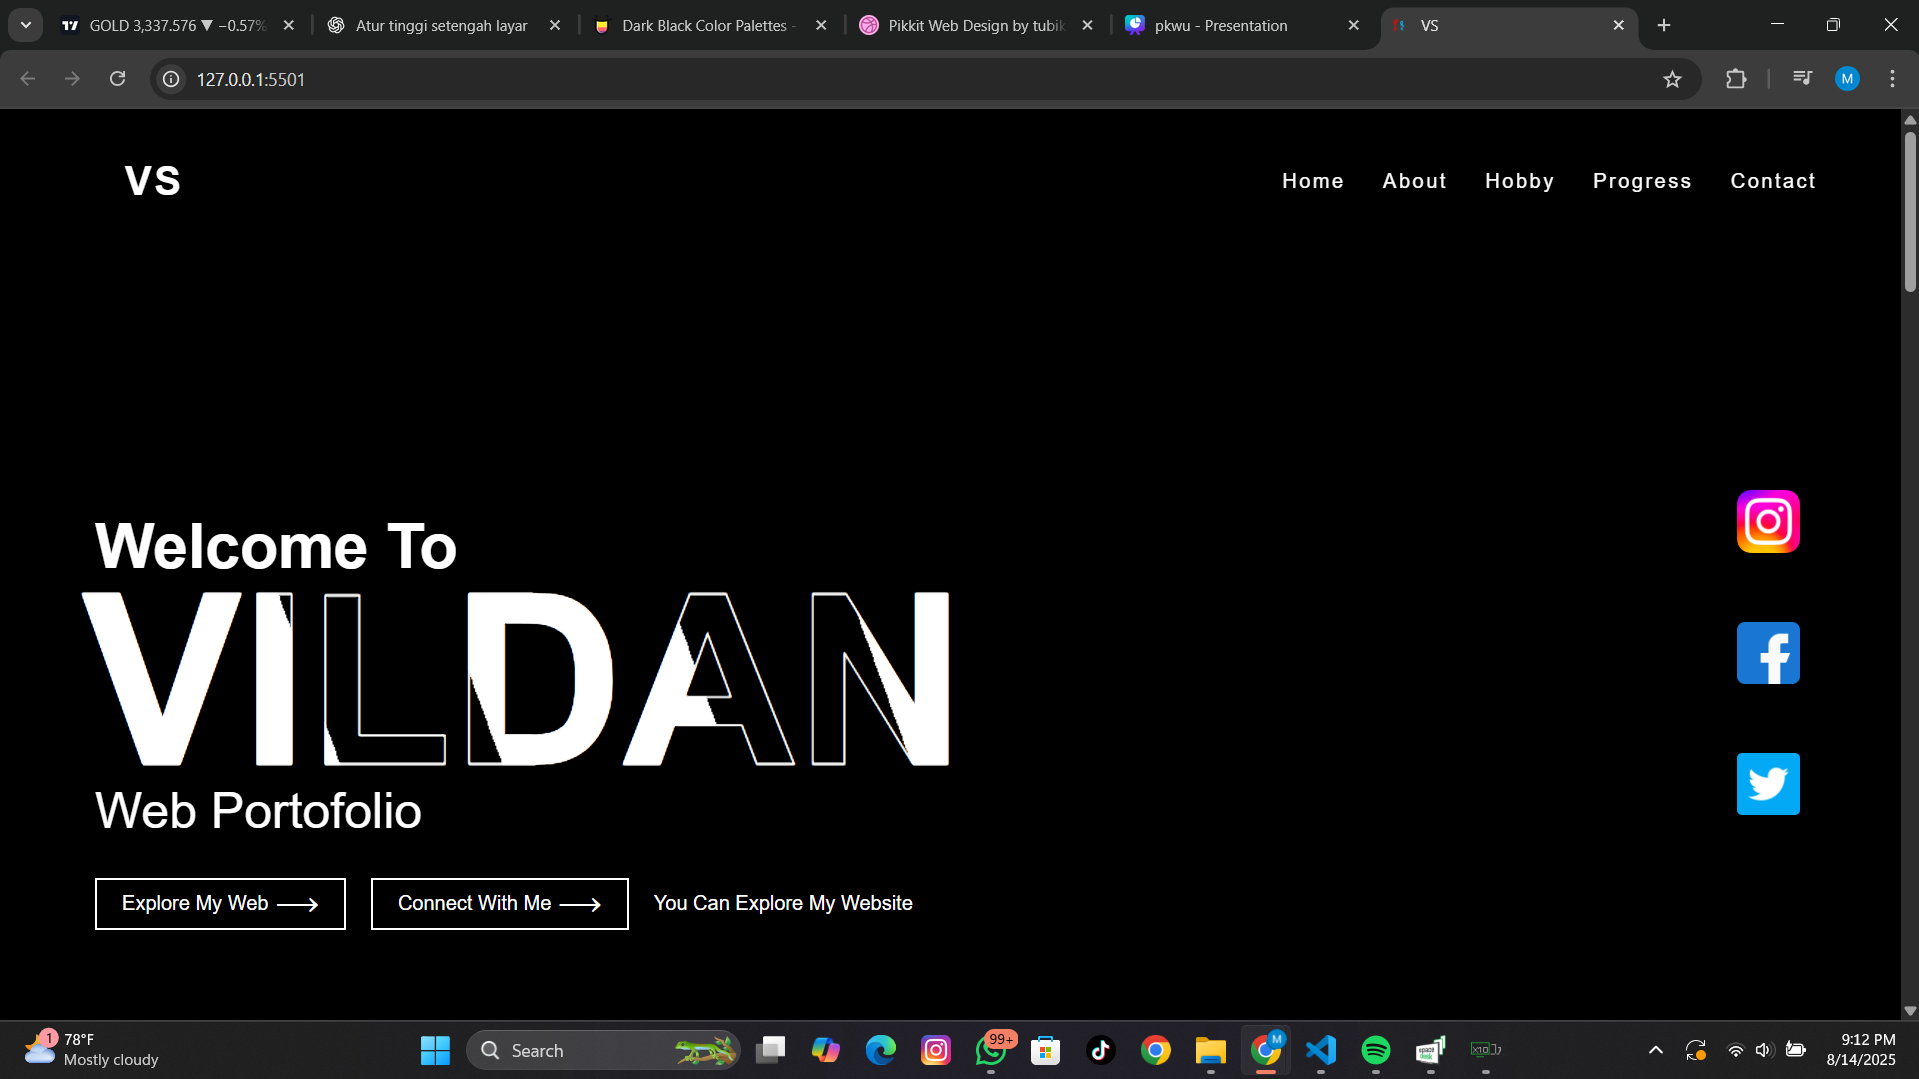 GOLD 3,337.576 ▼ −0.57%
Atur tinggi setengah layar
Dark Black Color Palettes -
Pikkit Web Design by tubik
pkwu - Presentation
VS
127.0.0.1:5501
M
VS
Home About Hobby Progress Contact
Welcome To
VILDAN
Web Portofolio
Explore My Web
Connect With Me
You Can Explore My Website
1
78°F
Mostly cloudy
Search
99+
M
9:12 PM
8/14/2025